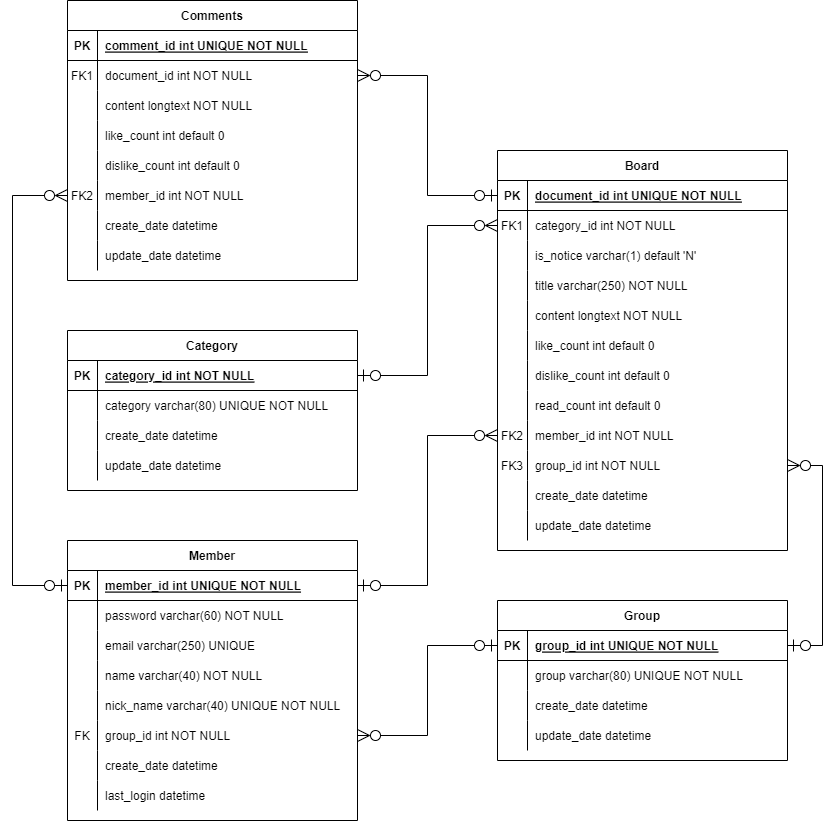 Comments
PK comment_id int UNIQUE NOT NULL
FK1 document_id int NOT NULL
content longtext NOT NULL
like_count int default 0
dislike_count int default 0
FK2 member_id int NOT NULL
create_date datetime
update_date datetime
Board
PK document_id int UNIQUE NOT NULL
FK1 category_id int NOT NULL
is_notice varchar(1) default 'N'
title varchar(250) NOT NULL
content longtext NOT NULL
like_count int default 0
dislike_count int default 0
read_count int default 0
FK2 member_id int NOT NULL
FK3 group_id int NOT NULL
create_date datetime
update_date datetime
Category
PK category_id int NOT NULL
category varchar(80) UNIQUE NOT NULL
create_date datetime
update_date datetime
Member
PK member_id int UNIQUE NOT NULL
password varchar(60) NOT NULL
email varchar(250) UNIQUE
name varchar(40) NOT NULL
nick_name varchar(40) UNIQUE NOT NULL
FK group_id int NOT NULL
create_date datetime
last_login datetime
Group
PK group_id int UNIQUE NOT NULL
group varchar(80) UNIQUE NOT NULL
create_date datetime
update_date datetime